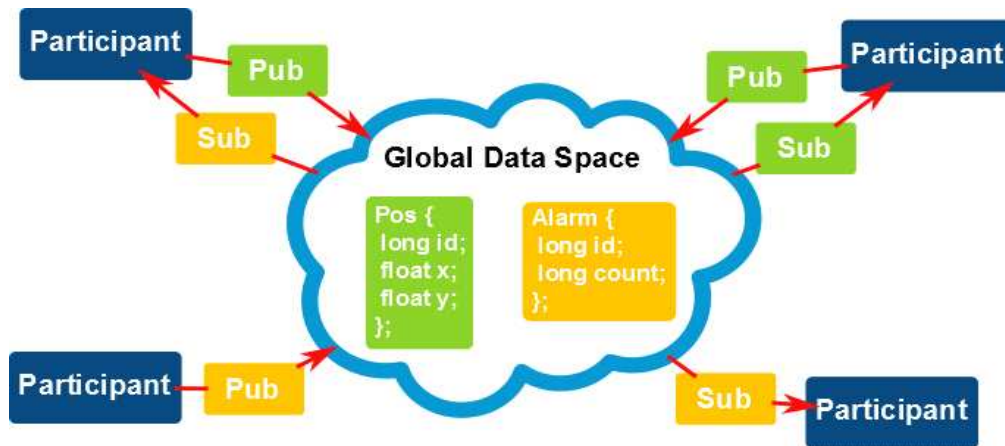 Participant
Pub
Sub
Pub
Participant
Sub
Global Data Space
Pos {
long id;
float x;
float y;
};
Alarm {
long id;
long count;
};
Participant
Pub
Sub
Participant